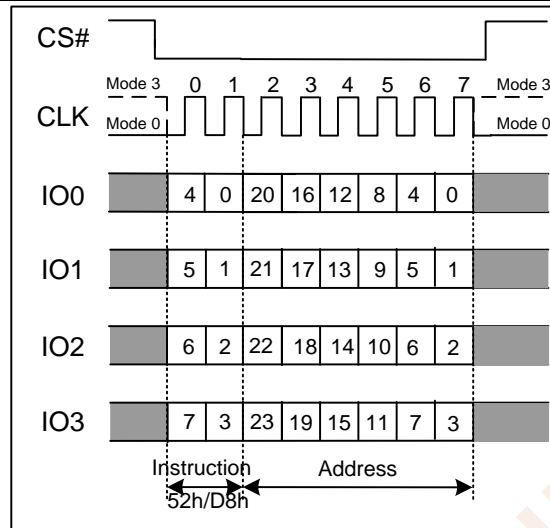 CS#
Mode 3 0 1 2 3 4 5 6 7 Mode 3
CLK
Mode 0 Mode 0
IO0 4 0 20 16 12 8 4 0
IO1 5 1 21 17 13 9 5 1
IO2 6 2 22 18 14 10 6 2
IO3 7 3 23 19 15 11 7 3
Instruction Address
52h/D8h